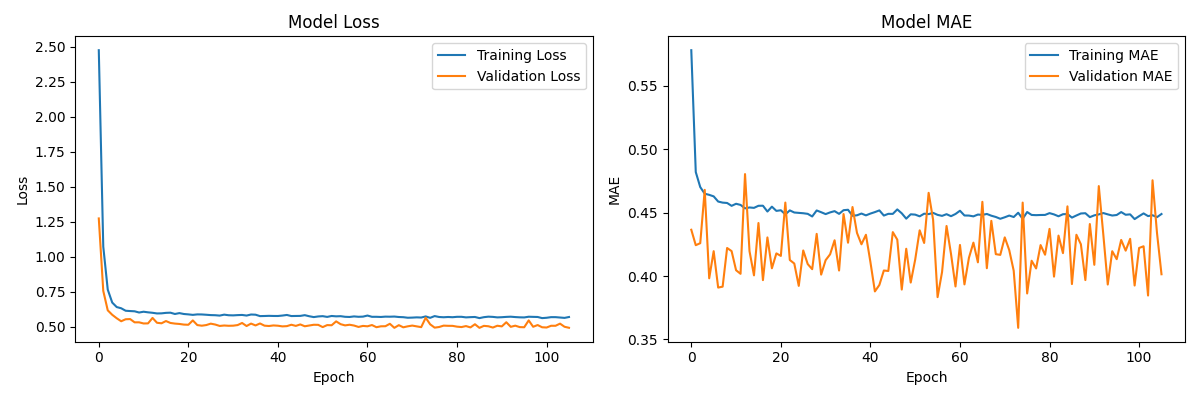 Model Loss
2.50
2.25
2.00
1.75
1.50
1.25
1.00
0.75
0.50
Loss
0 20 40 60 80 100
Epoch
Training Loss
Validation Loss
Model MAE
0.55
0.50
0.45
0.40
0.35
MAE
0 20 40 60 80 100
Epoch
Training MAE
Validation MAE